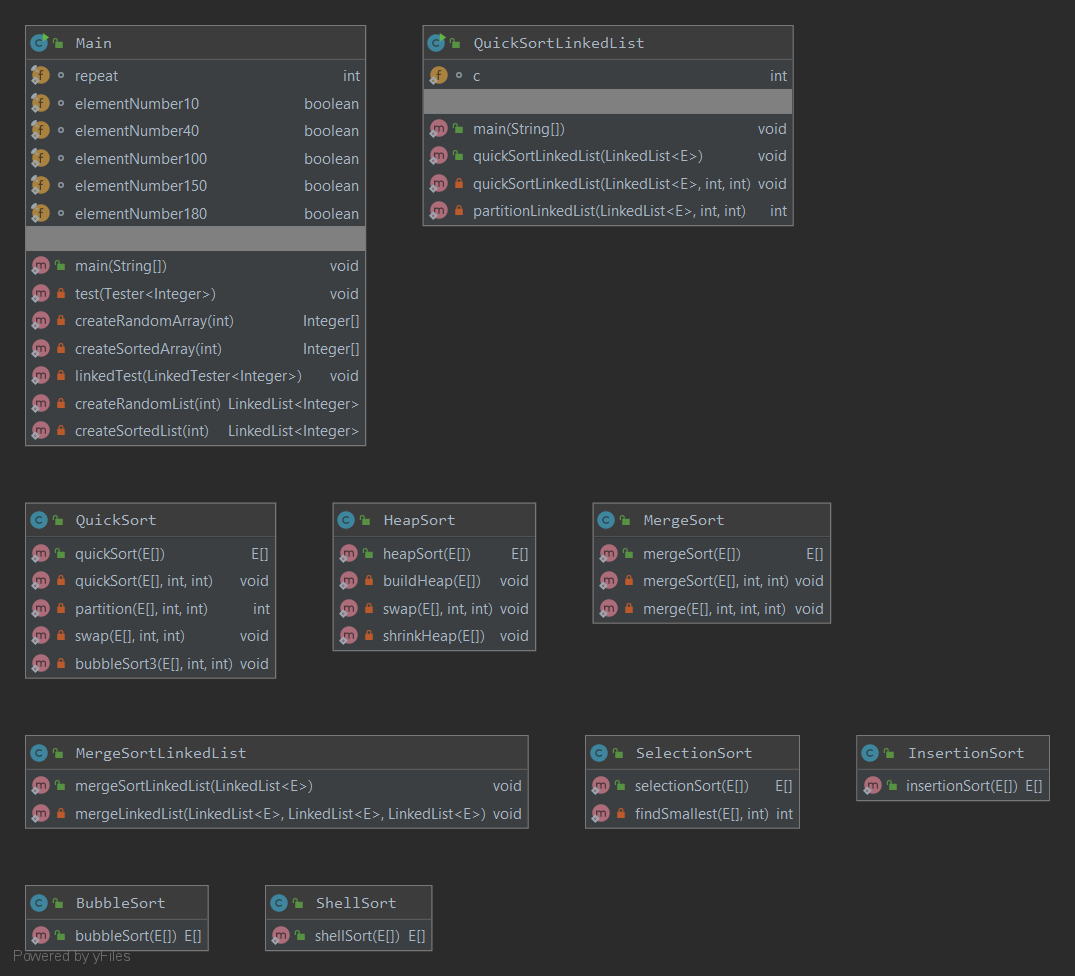 Main
repeat int
elementNumber10 boolean
elementNumber40 boolean
elementNumber100 boolean
elementNumber150 boolean
elementNumber180 boolean
main(String[]) void
test(Tester<Integer>) void
createRandomArray(int) Integer[]
createSortedArray(int) Integer[]
linkedTest(LinkedTester<Integer>) void
createRandomList(int) LinkedList<Integer>
createSortedList(int) LinkedList<Integer>
QuickSortLinkedList
c int
main(String[]) void
quickSortLinkedList(LinkedList<E>) void
quickSortLinkedList(LinkedList<E>, int, int) void
partitionLinkedList(LinkedList<E>, int, int) int
QuickSort
quickSort(E[]) E[]
quickSort(E[], int, int) void
partition(E[], int, int) int
swap(E[], int, int) void
bubbleSort3(E[], int, int) void
HeapSort
heapSort(E[]) E[]
buildHeap(E[]) void
swap(E[], int, int) void
shrinkHeap(E[]) void
MergeSort
mergeSort(E[]) E[]
mergeSort(E[], int, int) void
merge(E[], int, int, int) void
MergeSortLinkedList
mergeSortLinkedList(LinkedList<E>) void
mergeLinkedList(LinkedList<E>, LinkedList<E>, LinkedList<E>) void
SelectionSort
selectionSort(E[]) E[]
findSmallest(E[], int) int
InsertionSort
insertionSort(E[]) E[]
BubbleSort
bubbleSort(E[]) E[]
ShellSort
shellSort(E[]) E[]
Powered by yFiles